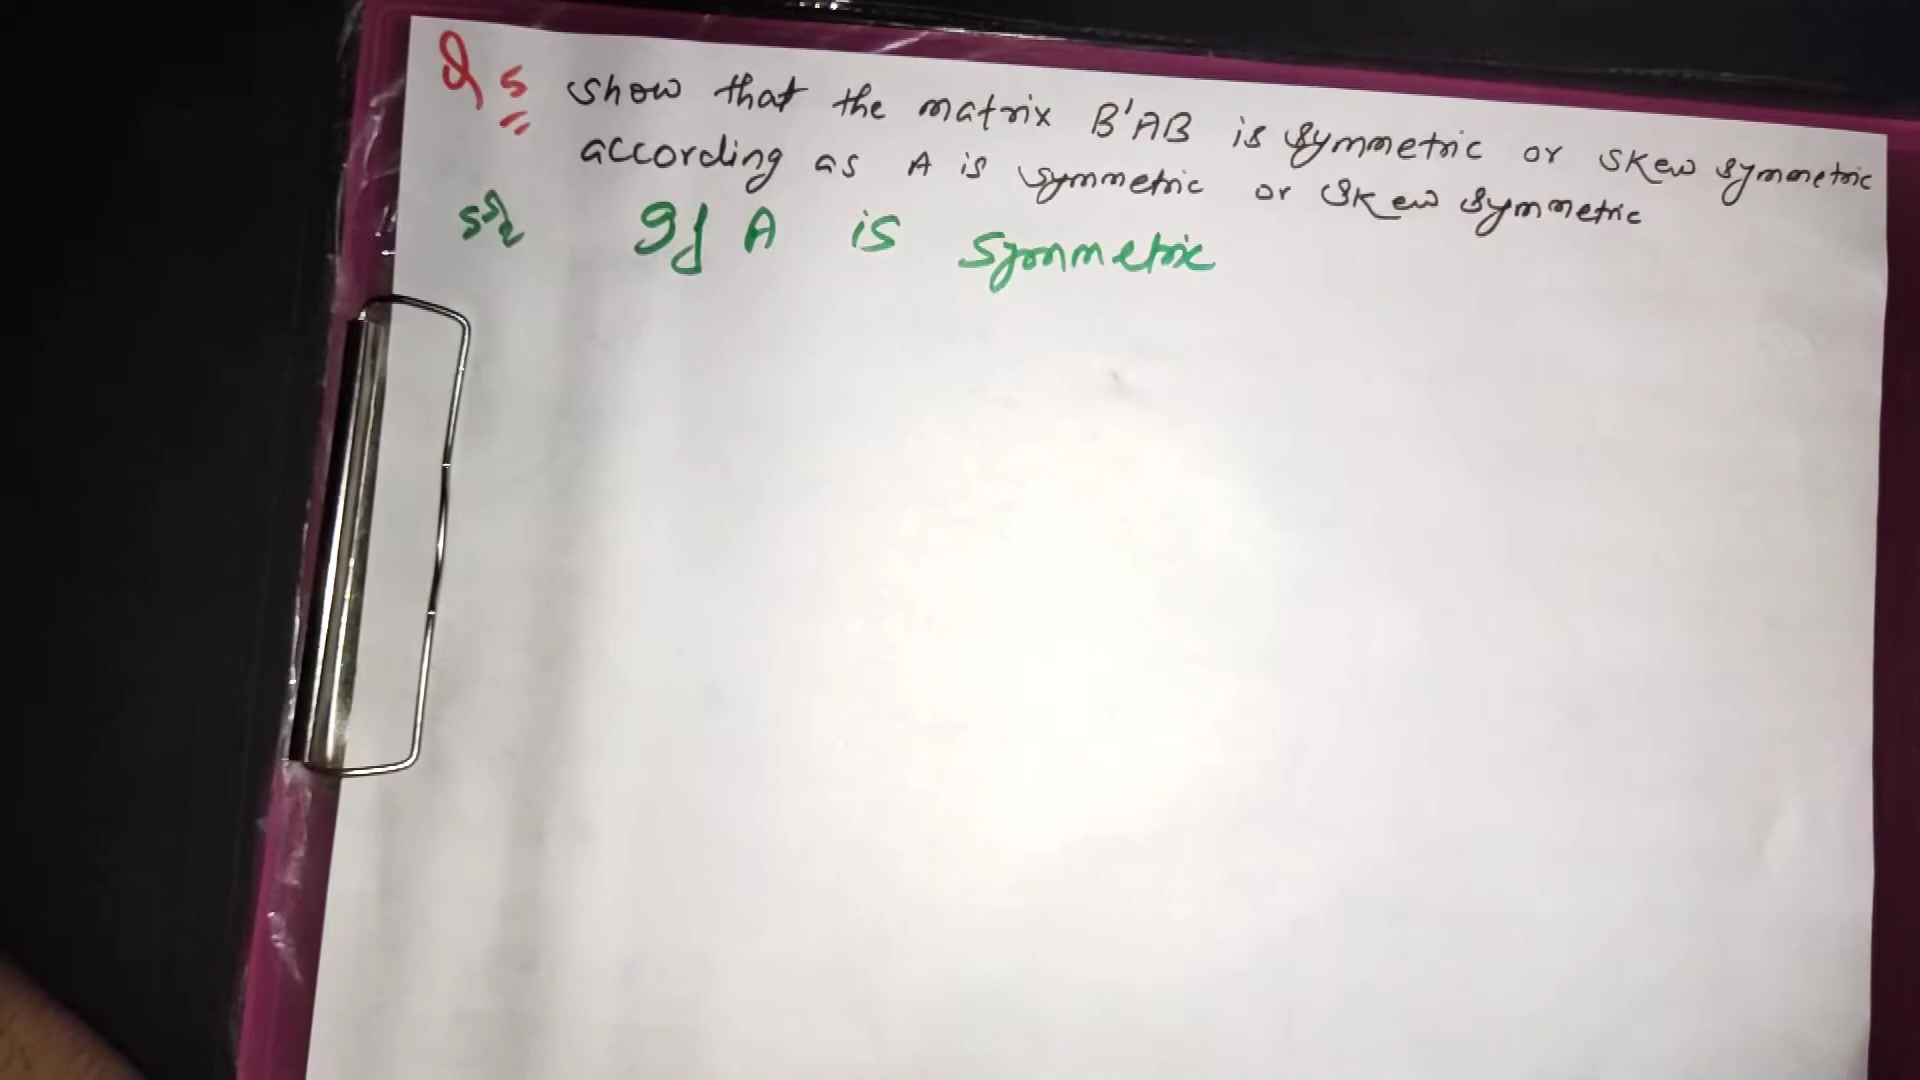 Q5 Show that the matrix B'AB is symmetric or skew symmetric
according as A is symmetric or skew symmetric
Sol If A is symmetric